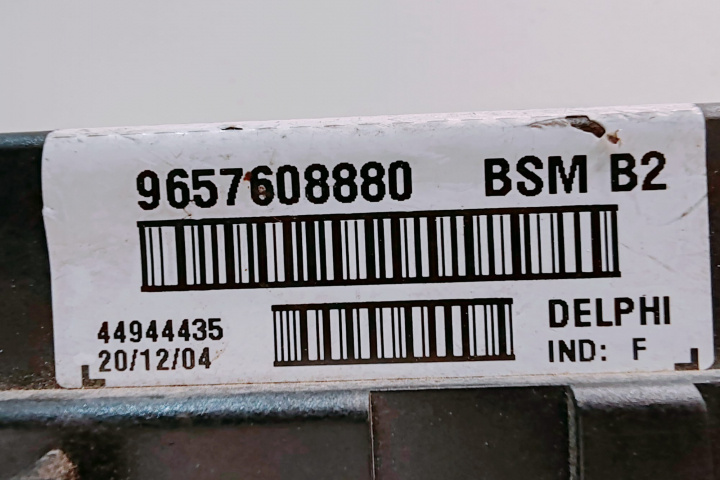 9657608880 BSM B2
44944435 DELPHI
20/12/04 IND: F